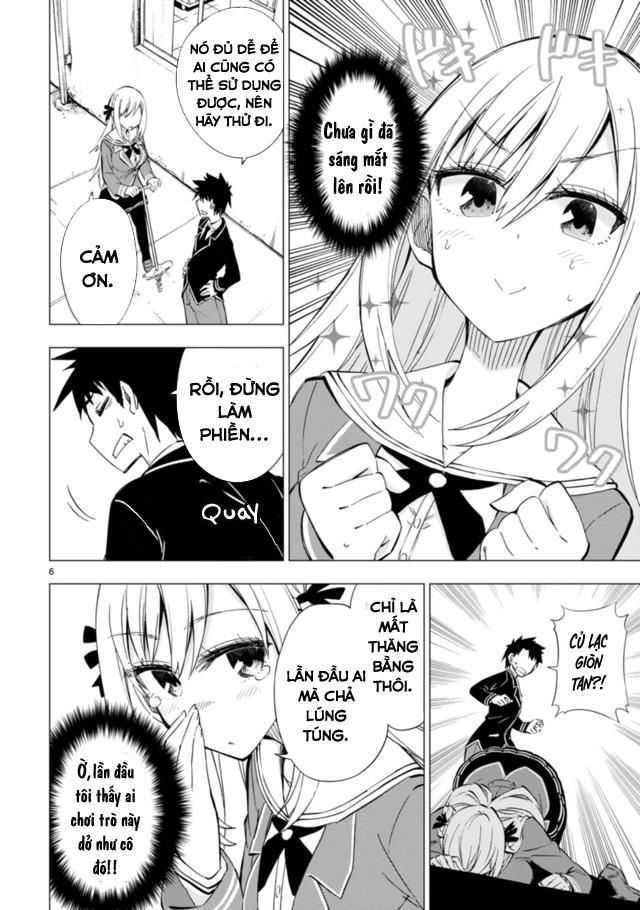 ドキ
ドキ
Chưa gì đã
sáng mắt
lên rồi!
ワク
ワク
NÓ ĐỦ DỄ ĐỂ
AI CŨNG CÓ
THỂ SỬ DỤNG
ĐƯỢC, NÊN
HÃY THỬ ĐI.
CẢM
ƠN.
RỒI, ĐỪNG
LÀM
PHIỀN...
Quay
6
CỦ LẠC
GIÒN
TAN?!
CHỈ LÀ
MẤT
THĂNG
BẰNG
THÔI.
LẦN ĐẦU AI
MÀ CHẢ
LÚNG
TÚNG.
Ờ, lần đầu
tôi thấy ai
chơi trò này
dở như cô
đó!!